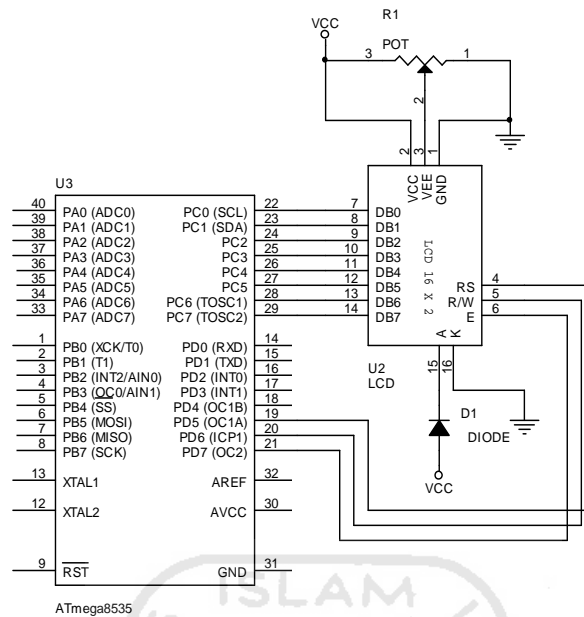 R1
VCC
POT
3 1
2
2 3 1
VCC VEE GND
U3
40 PA0 (ADC0) PC0 (SCL) 22 7 DB0
39 PA1 (ADC1) PC1 (SDA) 23 8 DB1
38 PA2 (ADC2) PC2 24 9 DB2
37 PA3 (ADC3) PC3 25 10 DB3
36 PA4 (ADC4) PC4 26 11 DB4
35 PA5 (ADC5) PC5 27 12 DB5 RS 4
34 PA6 (ADC6) PC6 (TOSC1) 28 13 DB6 R/W 5
33 PA7 (ADC7) PC7 (TOSC2) 29 14 DB7 E 6
LCD 16 X 2
A K
15 16
U2
LCD
1 PB0 (XCK/T0) PD0 (RXD) 14
2 PB1 (T1) PD1 (TXD) 15
3 PB2 (INT2/AIN0) PD2 (INT0) 16
4 PB3 (OC0/AIN1) PD3 (INT1) 17
5 PB4 (SS) PD4 (OC1B) 18
6 PB5 (MOSI) PD5 (OC1A) 19
7 PB6 (MISO) PD6 (ICP1) 20
8 PB7 (SCK) PD7 (OC2) 21
D1
DIODE
VCC
13 XTAL1 AREF 32
12 XTAL2 AVCC 30
9 RST GND 31
ATmega8535
ISLAM